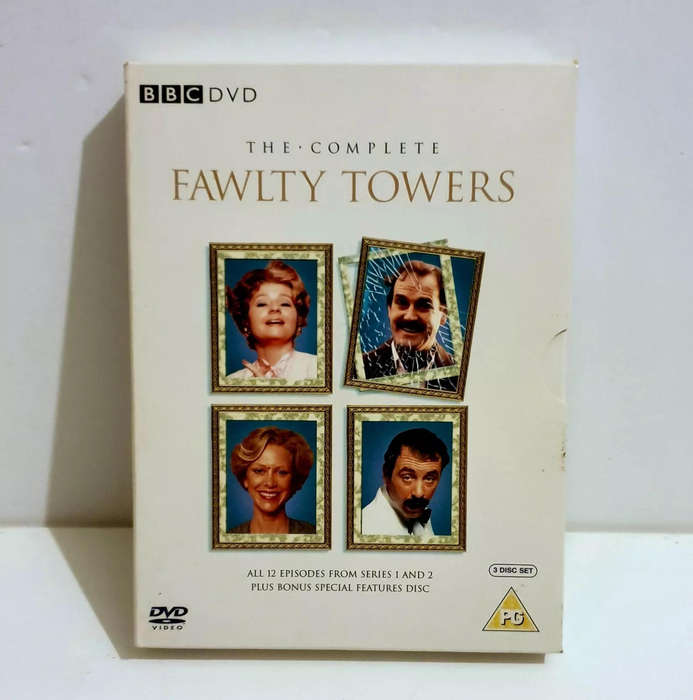 BBC DVD
THE · COMPLETE
FAWLTY TOWERS
ALL 12 EPISODES FROM SERIES 1 AND 2
PLUS BONUS SPECIAL FEATURES DISC
3 DISC SET
DVD
VIDEO
PG